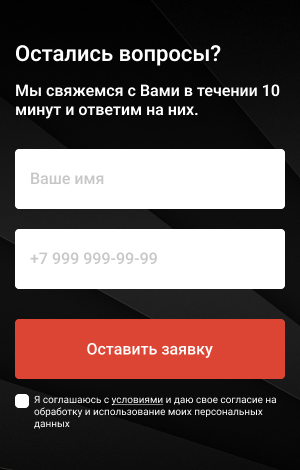 Остались вопросы?
Мы свяжемся с Вами в течении 10
минут и ответим на них.
Ваше имя
+7 999 999-99-99
Оставить заявку
Я соглашаюсь с условиями и даю свое согласие на
обработку и использование моих персональных
данных